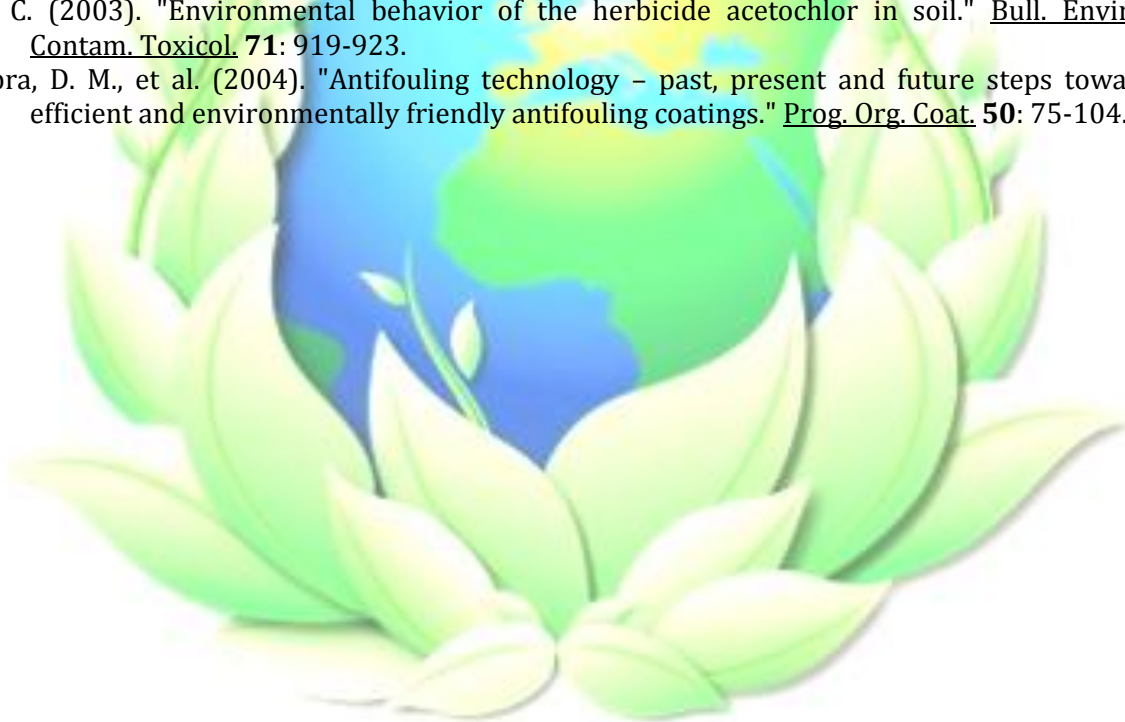 C. (2003). "Environmental behavior of the herbicide acetochlor in soil." Bull. Envir
Contam. Toxicol. 71: 919-923.
ora, D. M., et al. (2004). "Antifouling technology – past, present and future steps towa
efficient and environmentally friendly antifouling coatings." Prog. Org. Coat. 50: 75-104.